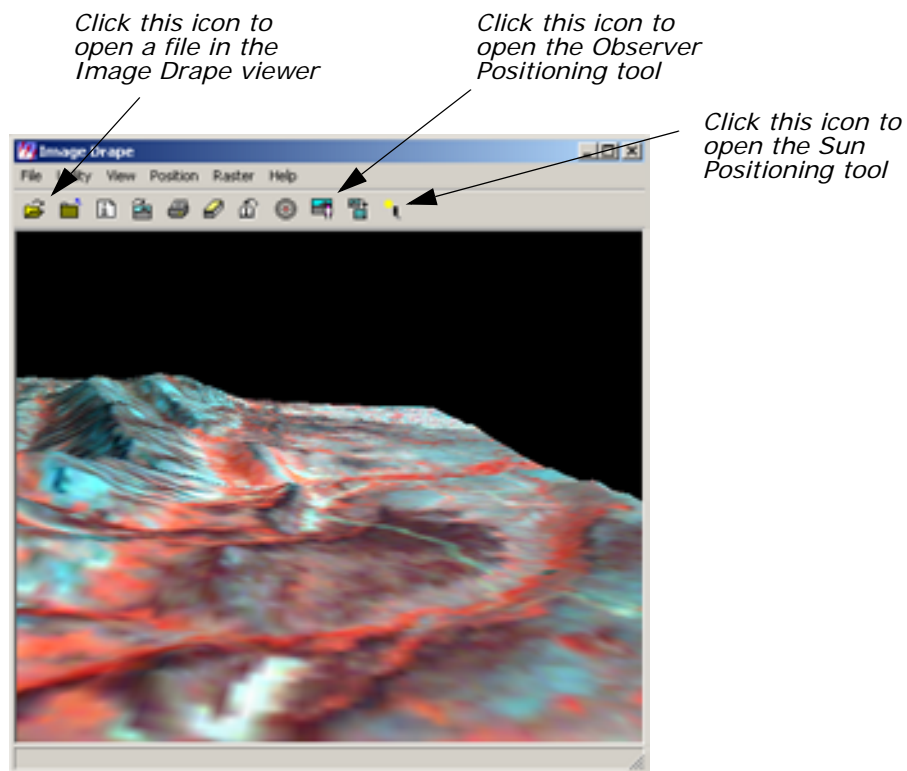 Click this icon to
open a file in the
Image Drape viewer
Click this icon to
open the Observer
Positioning tool
Click this icon to
open the Sun
Positioning tool
Image Drape
File Utility View Position Raster Help